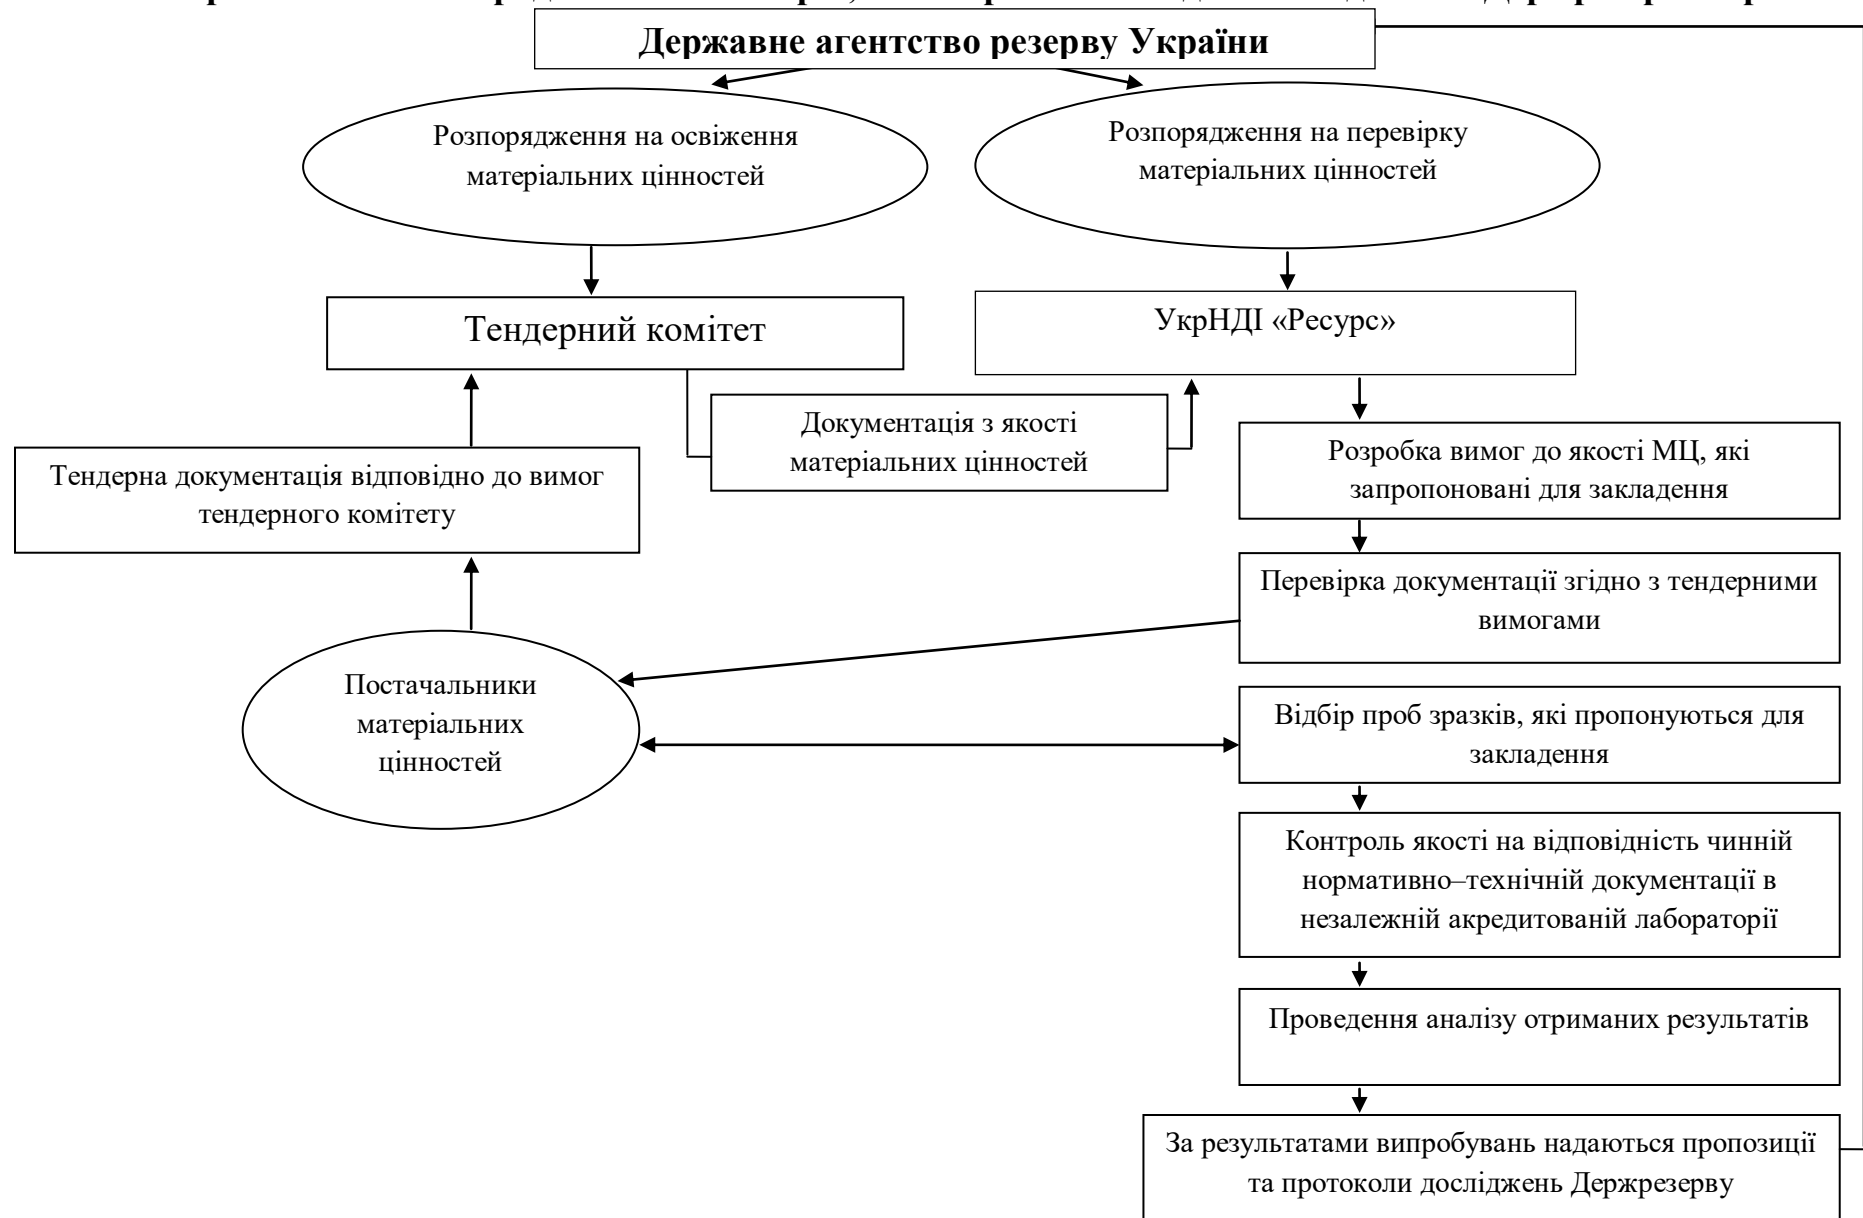 Державне агентство резерву України
Розпорядження на освіження
матеріальних цінностей
Розпорядження на перевірку
матеріальних цінностей
Тендерний комітет
УкрНДІ «Ресурс»
Документація з якості
матеріальних цінностей
Розробка вимог до якості МЦ, які
запропоновані для закладення
Тендерна документація відповідно до вимог
тендерного комітету
Перевірка документації згідно з тендерними
вимогами
Постачальники
матеріальних
цінностей
Відбір проб зразків, які пропонуються для
закладення
Контроль якості на відповідність чинній
нормативно–технічній документації в
незалежній акредитованій лабораторії
Проведення аналізу отриманих результатів
За результатами випробувань надаються пропозиції
та протоколи досліджень Держрезерву